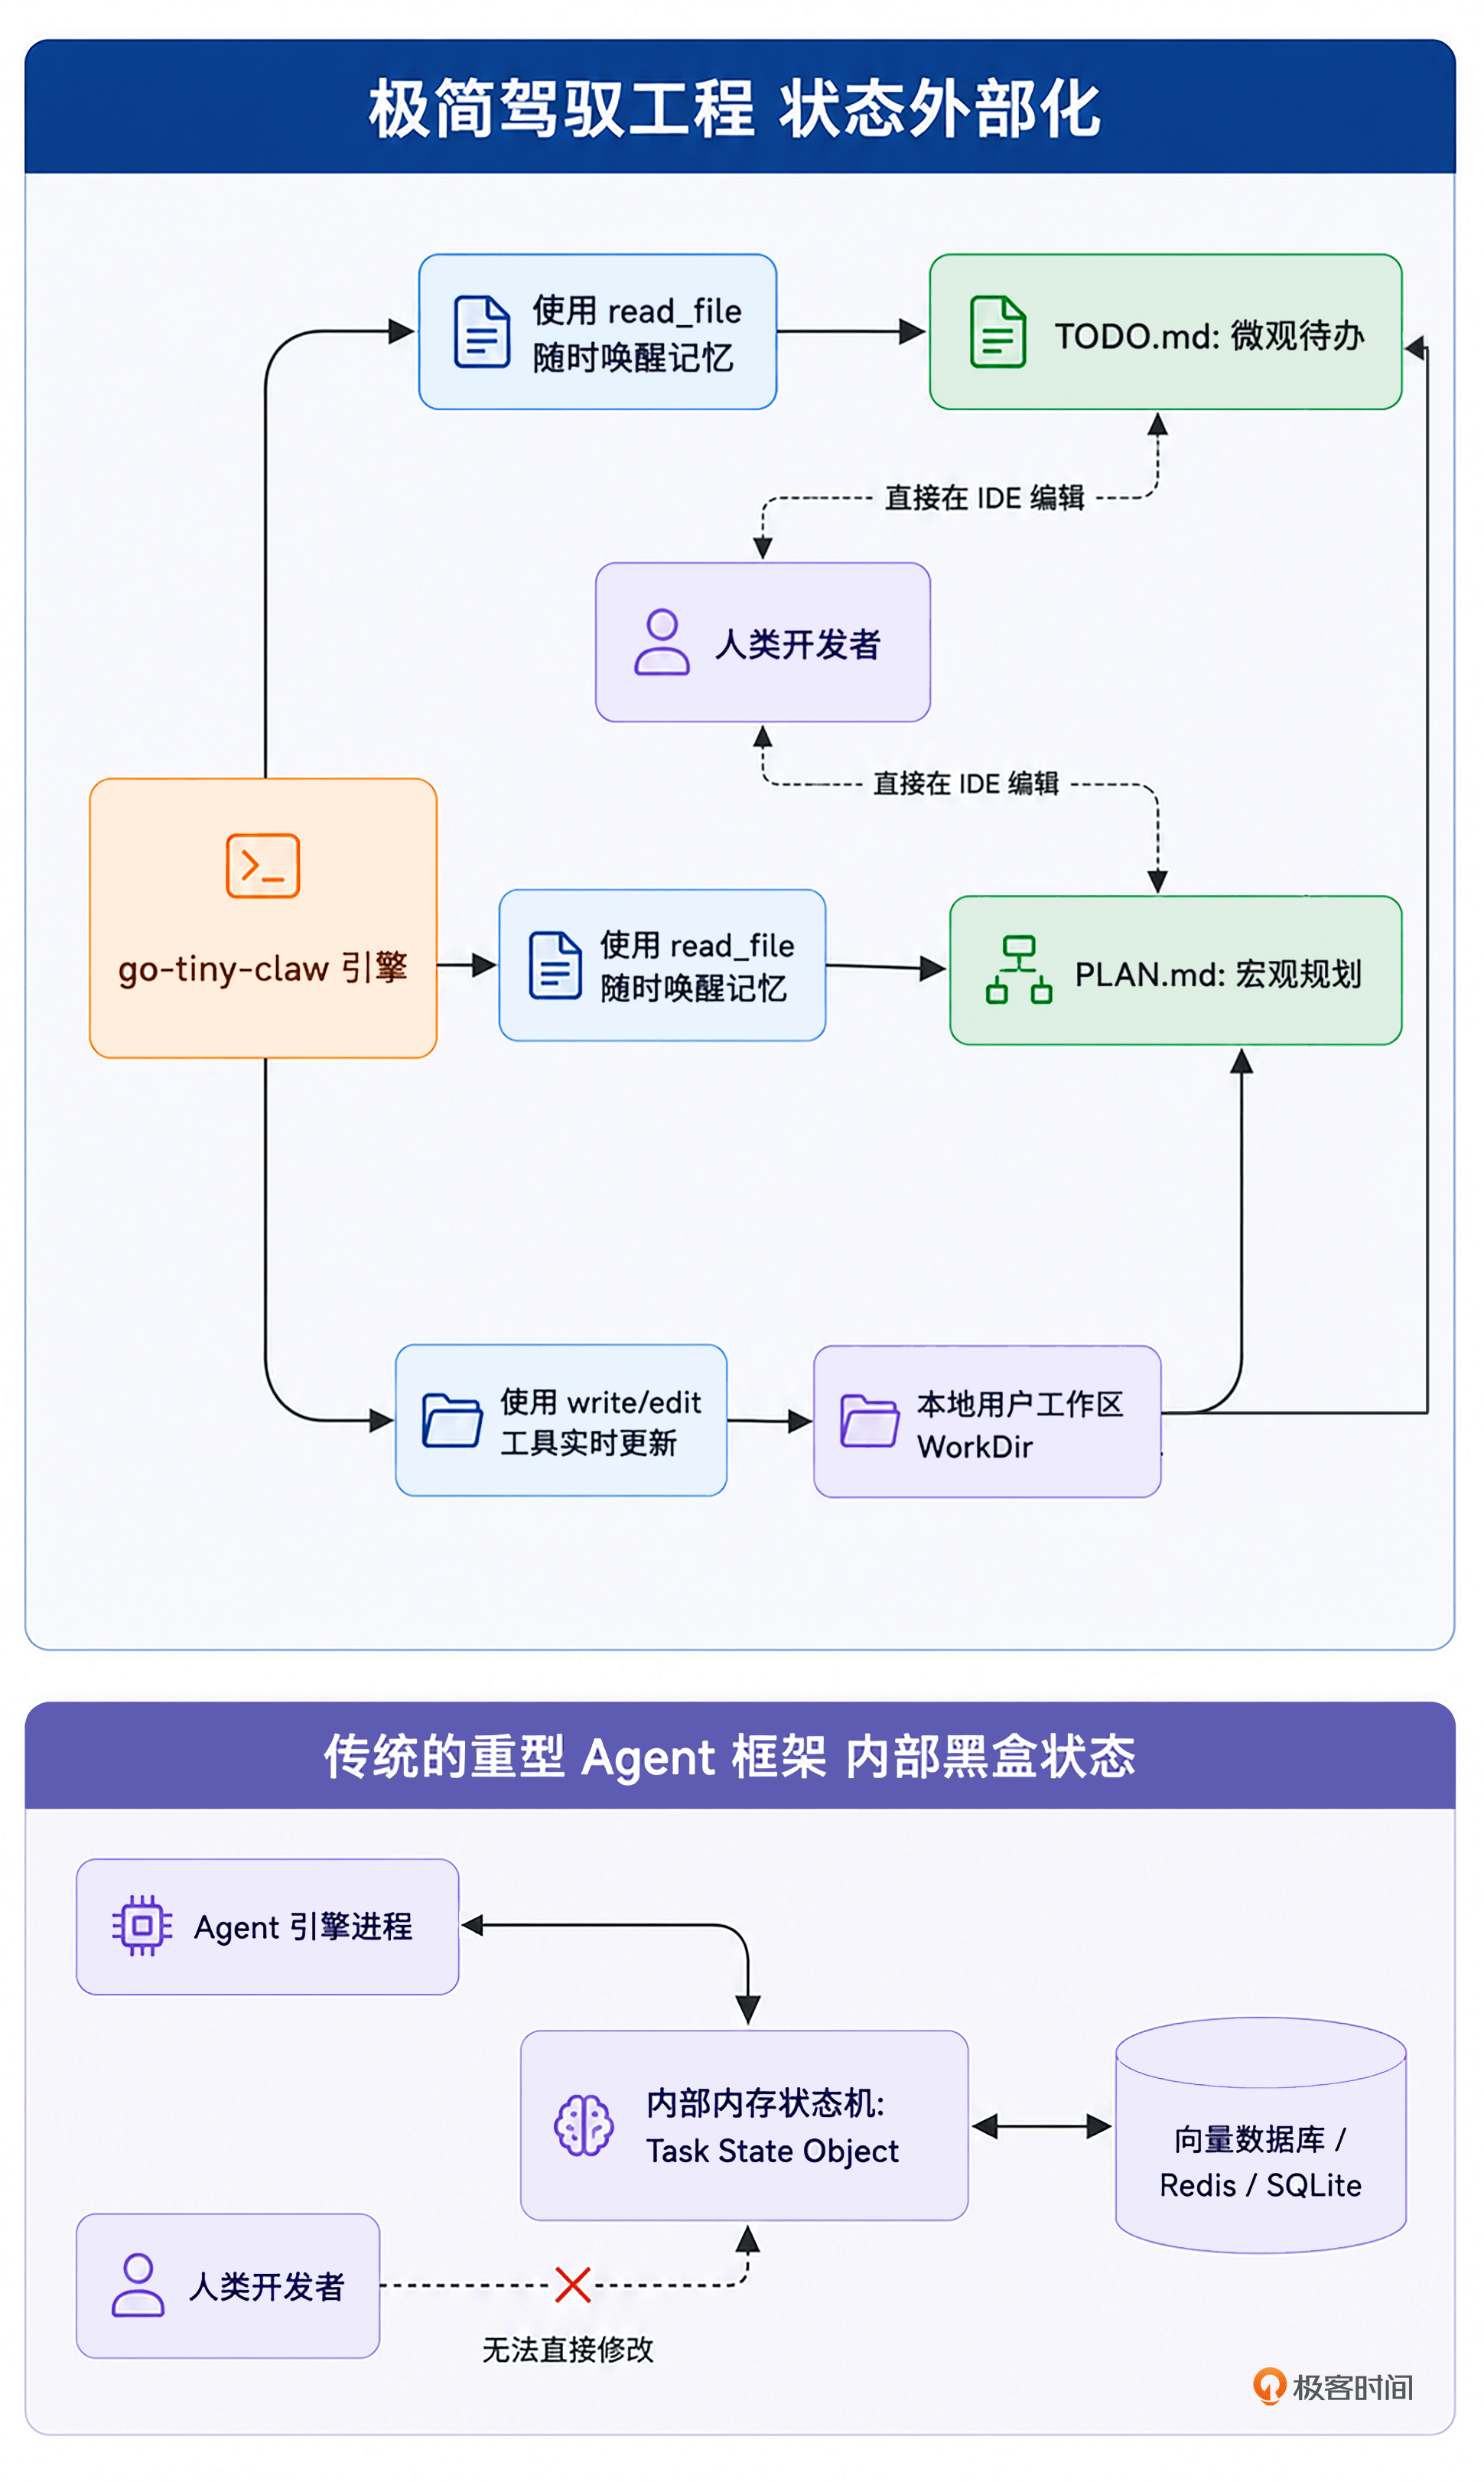 极简驾驭工程 状态外部化
使用 read_file
随时唤醒记忆
TODO.md: 微观待办
直接在 IDE 编辑
人类开发者
直接在 IDE 编辑
go-tiny-claw 引擎
使用 read_file
随时唤醒记忆
PLAN.md: 宏观规划
使用 write/edit
工具实时更新
本地用户工作区
WorkDir
传统的重型 Agent 框架 内部黑盒状态
Agent 引擎进程
内部内存状态机:
Task State Object
向量数据库 /
Redis / SQLite
人类开发者
无法直接修改
极客时间